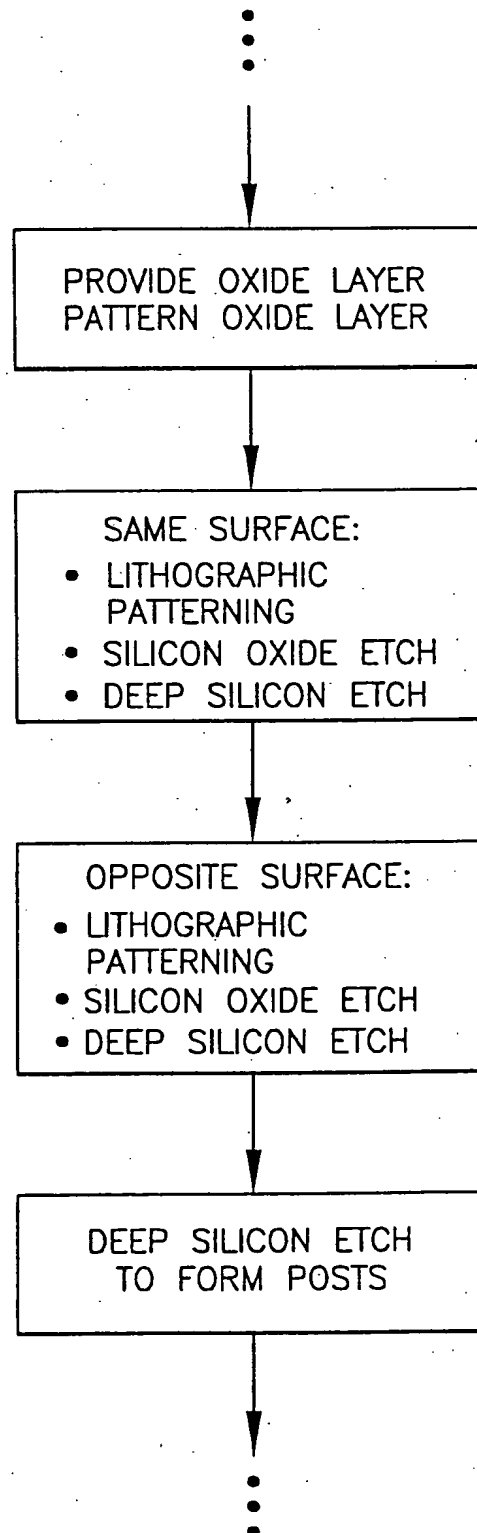 PROVIDE OXIDE LAYER
PATTERN OXIDE LAYER
SAME SURFACE:
• LITHOGRAPHIC
PATTERNING
• SILICON OXIDE ETCH
• DEEP SILICON ETCH
OPPOSITE SURFACE:
• LITHOGRAPHIC
PATTERNING
• SILICON OXIDE ETCH
• DEEP SILICON ETCH
DEEP SILICON ETCH
TO FORM POSTS